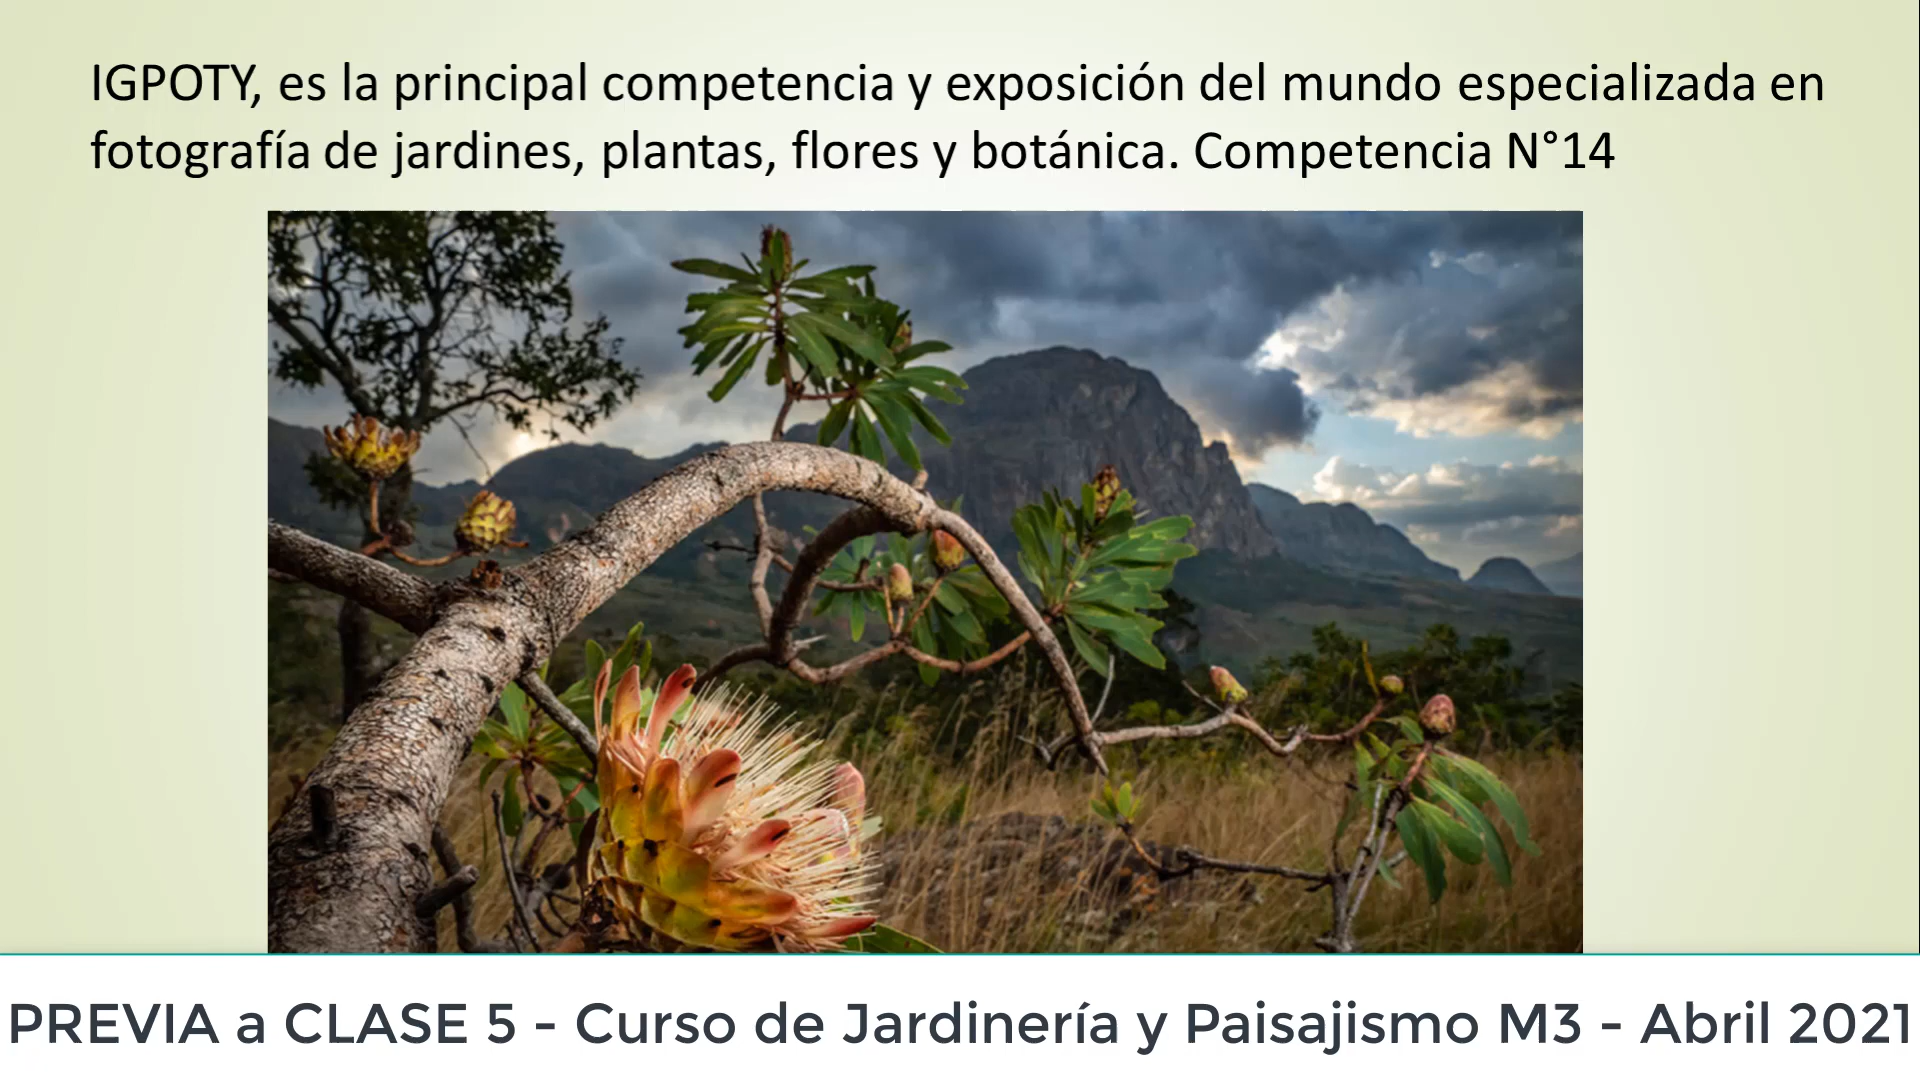 IGPOTY, es la principal competencia y exposición del mundo especializada en
fotografía de jardines, plantas, flores y botánica. Competencia N°14
PREVIA a CLASE 5 - Curso de Jardinería y Paisajismo M3 - Abril 2021